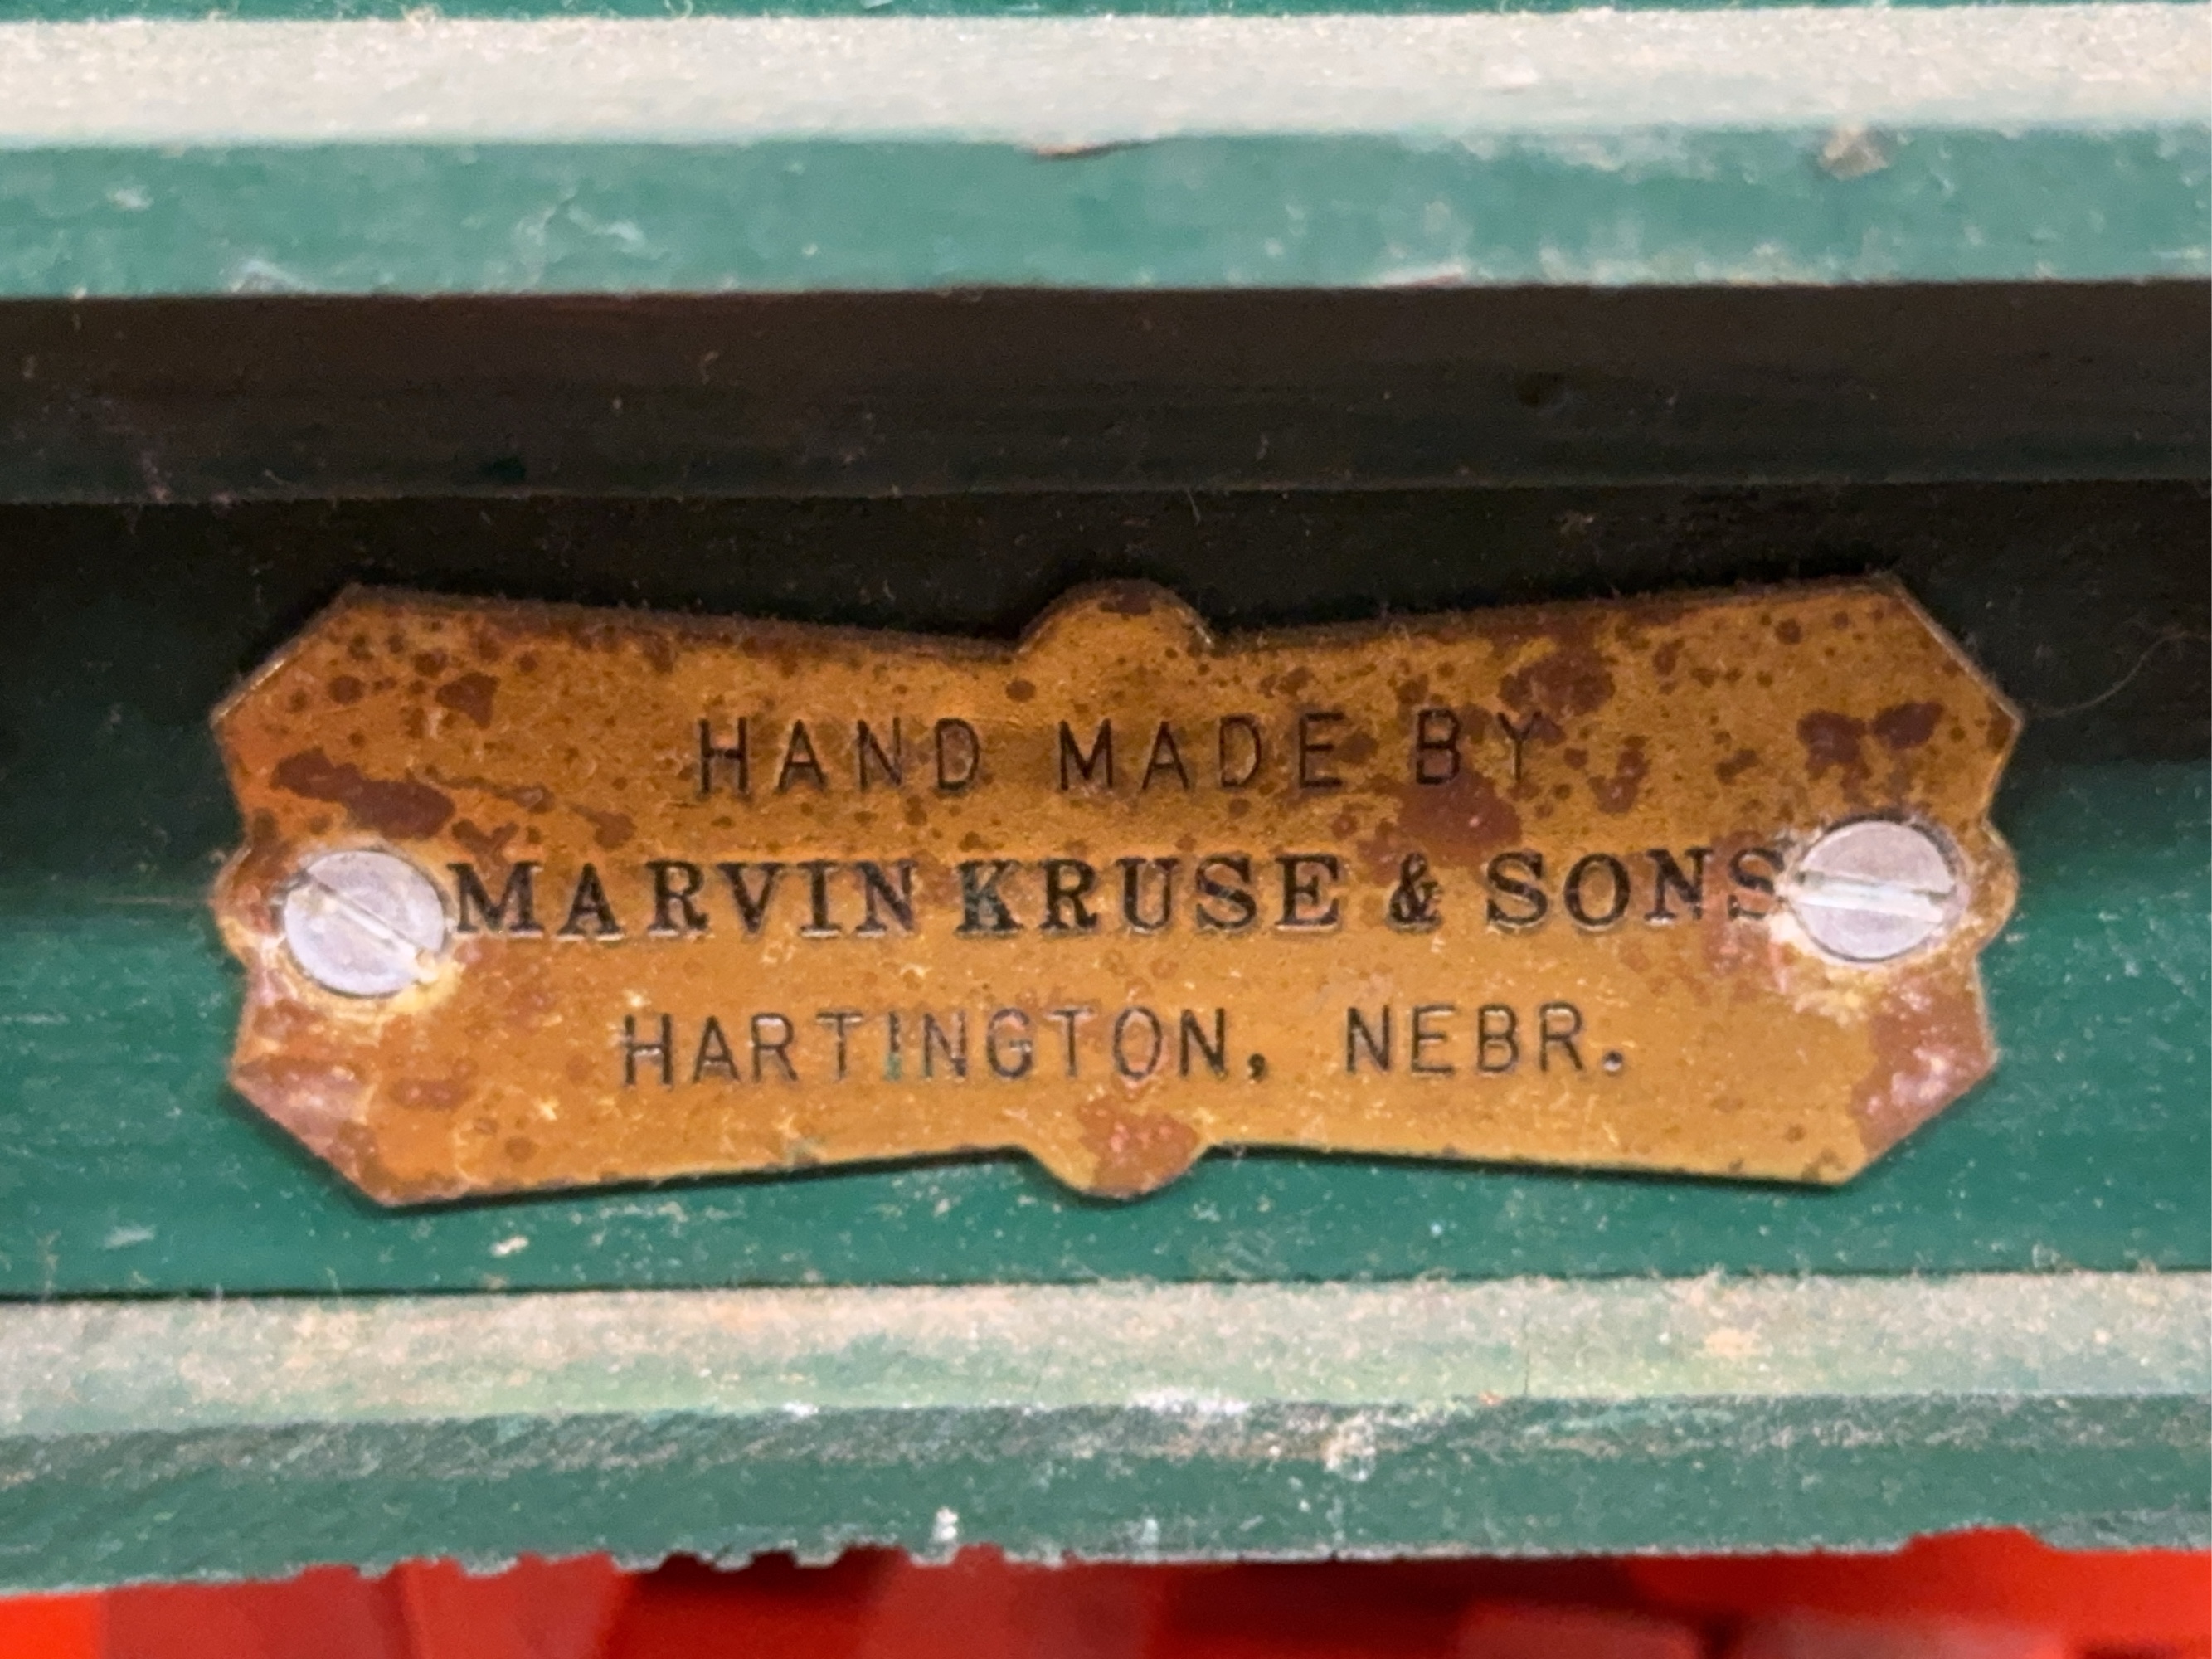 HAND MADE BY
MARVIN KRUSE & SONS
HARTINGTON, NEBR.